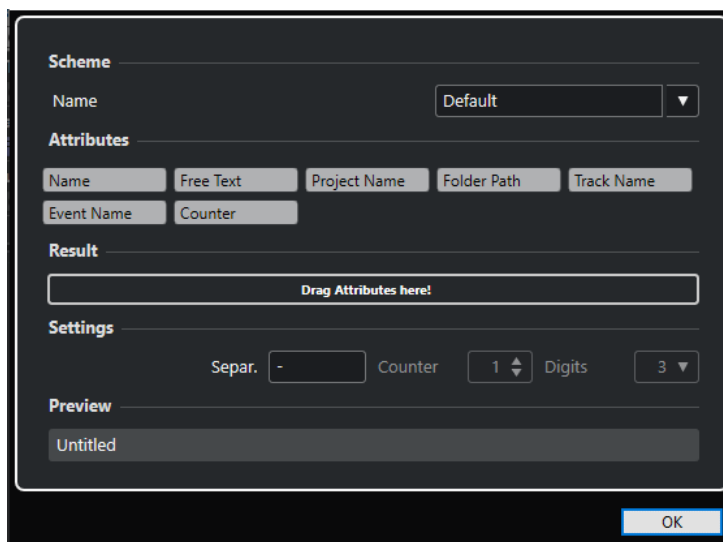 Scheme
Name Default
Attributes
Name Free Text Project Name Folder Path Track Name
Event Name Counter
Result
Drag Attributes here!
Settings
Separ. - Counter 1 Digits 3
Preview
Untitled
OK